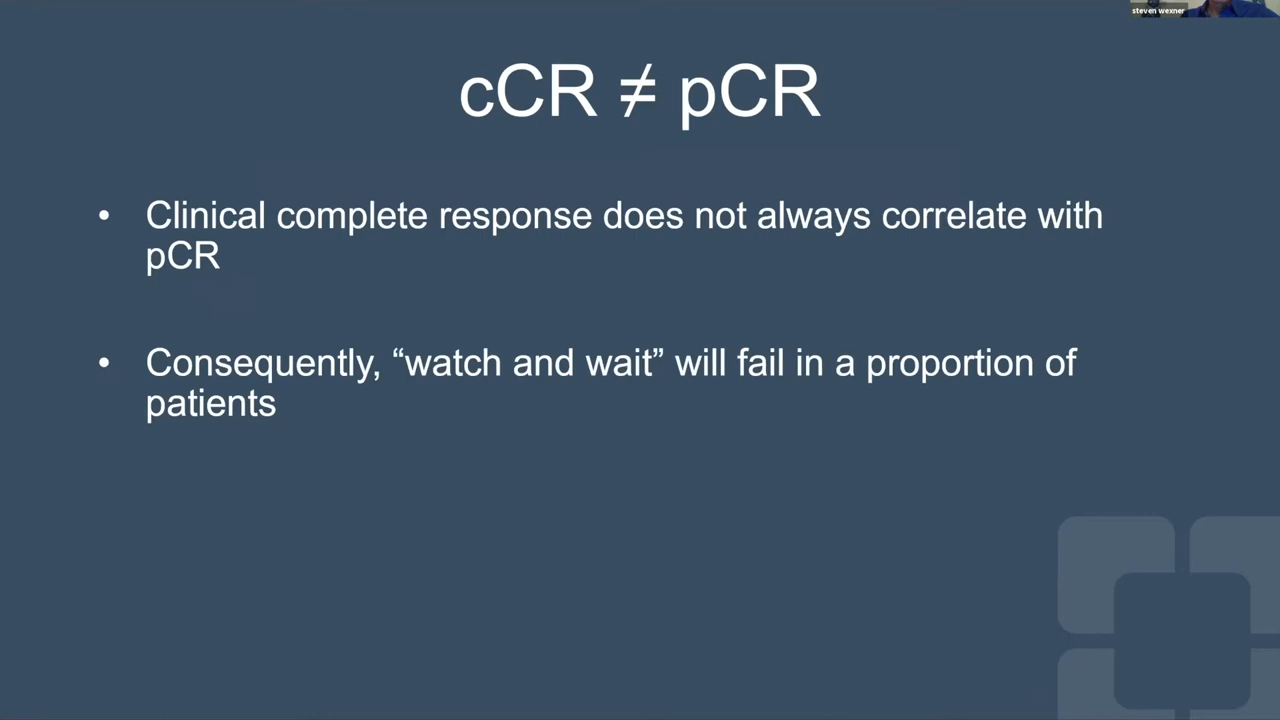 steven wexner
cCR ≠ pCR
• Clinical complete response does not always correlate with
pCR
• Consequently, “watch and wait” will fail in a proportion of
patients